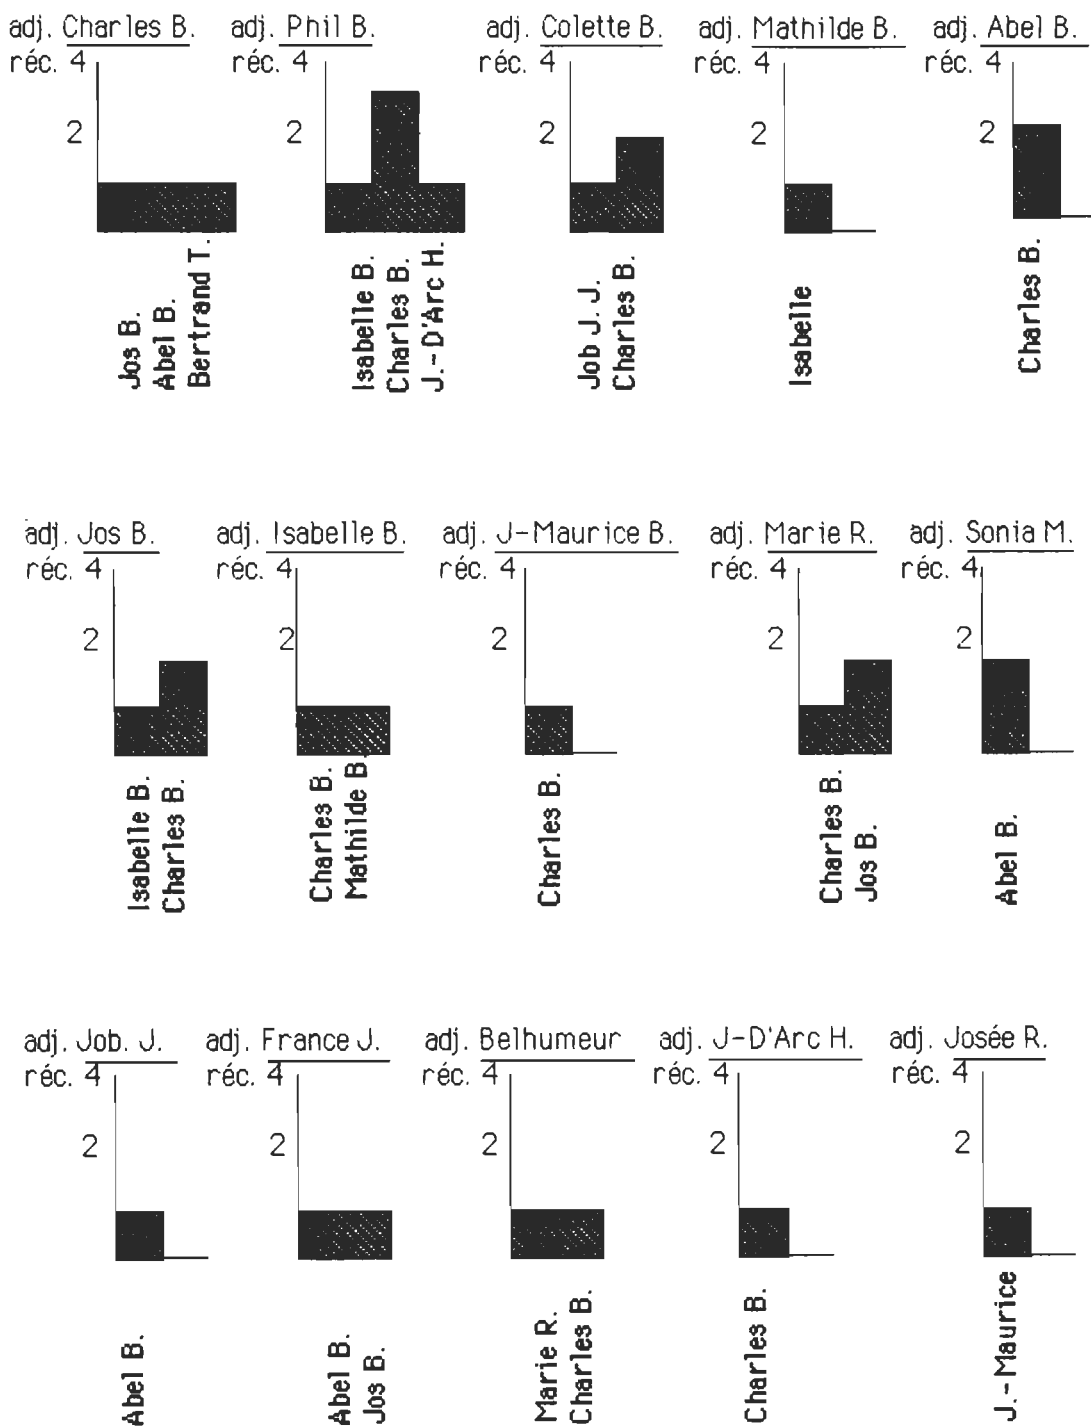 adj. Charles B.
réc. 4
2
Jos B.
Abel B.
Bertrand T.
adj. Phil B.
réc. 4
2
Isabelle B.
Charles B.
J.-D'Arc H.
adj. Colette B.
réc. 4
2
Job J. J.
Charles B.
adj. Mathilde B.
réc. 4
2
Isabelle
adj. Abel B.
réc. 4
2
Charles B.
adj. Jos B.
réc. 4
2
Isabelle B.
Charles B.
adj. Isabelle B.
réc. 4
2
Charles B.
Mathilde B.
adj. J-Maurice B.
réc. 4
2
Charles B.
adj. Marie R.
réc. 4
2
Charles B.
Jos B.
adj. Sonia M.
réc. 4
2
Abel B.
adj. Job. J.
réc. 4
2
Abel B.
adj. France J.
réc. 4
2
Abel B.
Jos B.
adj. Belhumeur
réc. 4
2
Marie R.
Charles B.
adj. J-D'Arc H.
réc. 4
2
Charles B.
adj. Josée R.
réc. 4
2
J.-Maurice